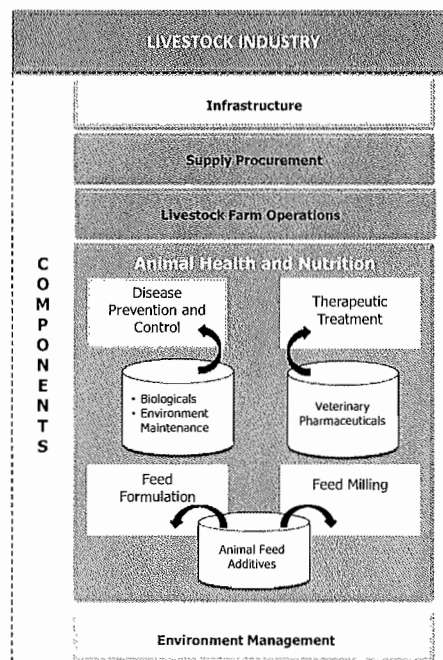 LIVESTOCK INDUSTRY
Infrastructure
Supply Procurement
Livestock Farm Operations
COMPONENTS
Animal Health and Nutrition
Disease
Prevention and
Control
Therapeutic
Treatment
• Biologicals
• Environment
Maintenance
Veterinary
Pharmaceuticals
Feed
Formulation
Feed Milling
Animal Feed
Additives
Environment Management